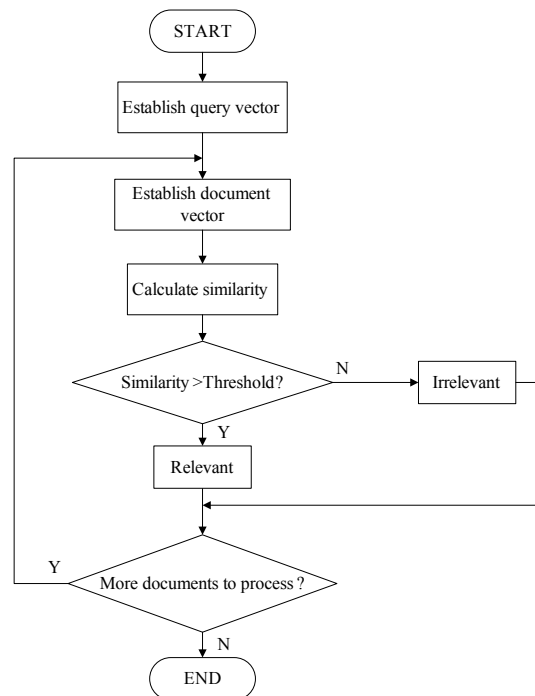 START
Establish query vector
Establish document
vector
Calculate similarity
Similarity >Threshold?
N
Irrelevant
Y
Relevant
Y
More documents to process ?
N
END